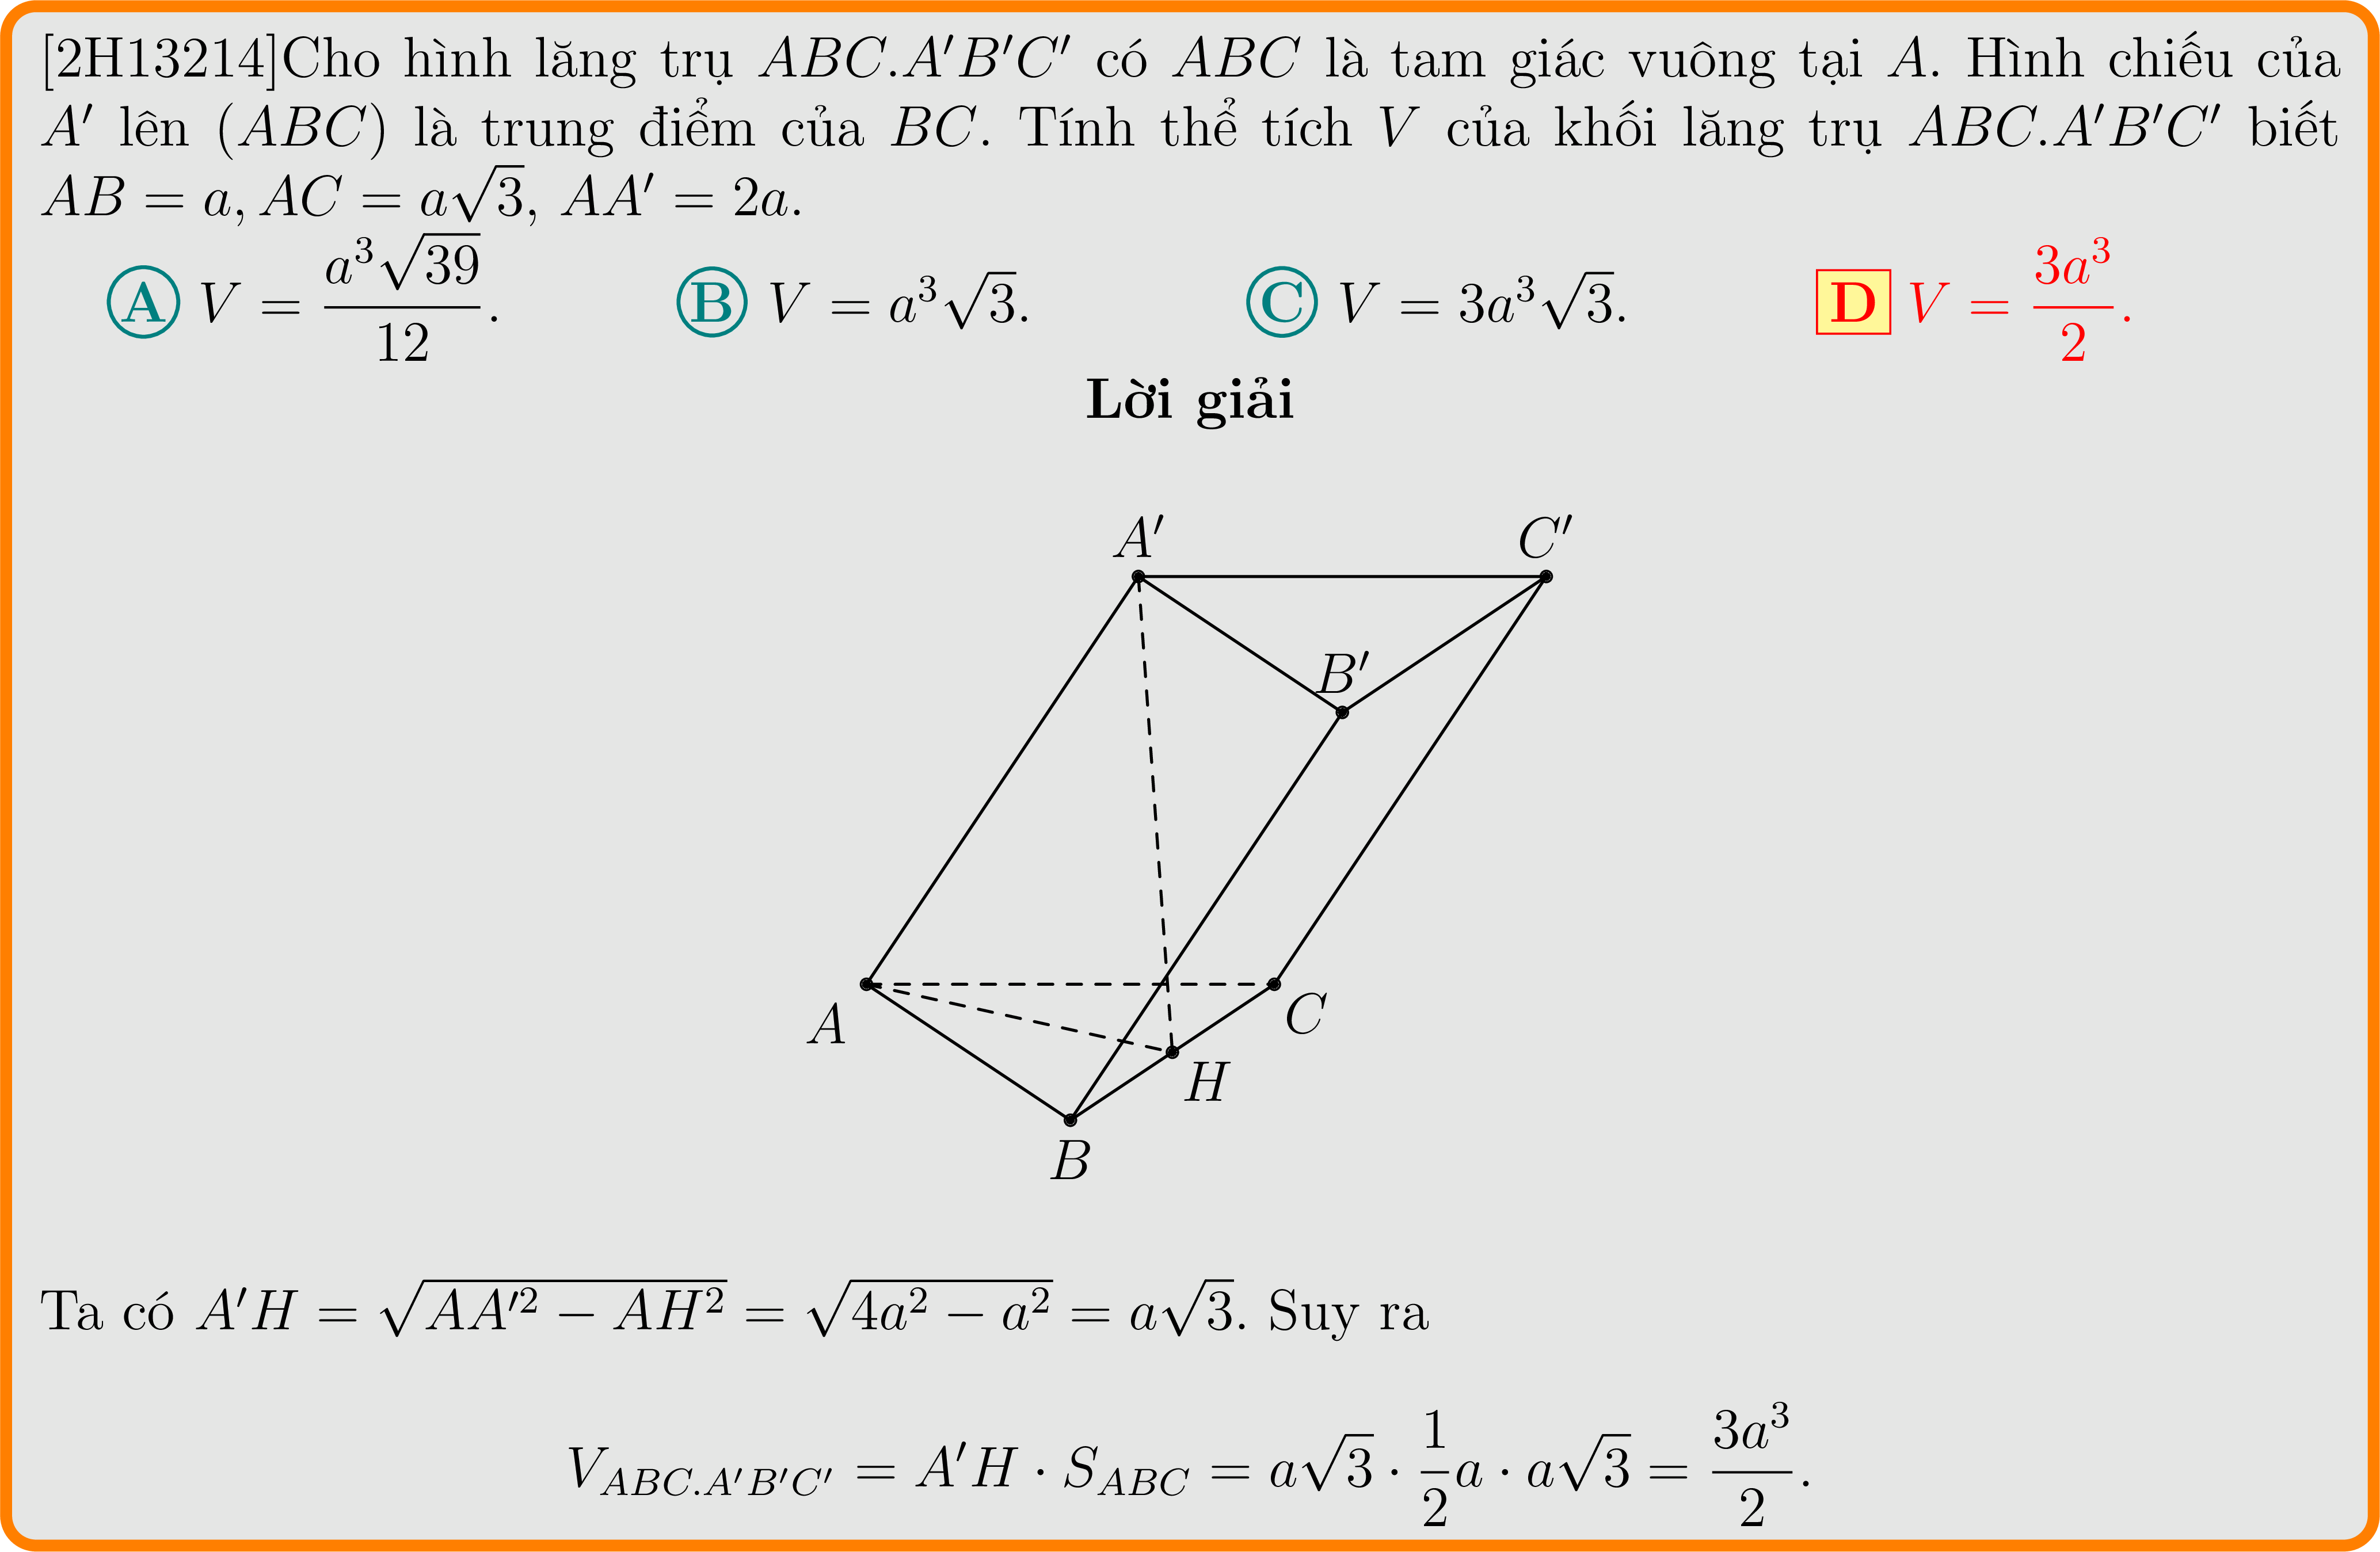 [2H13214]Cho hình lăng trụ $ABC.A'B'C'$ có $ABC$ là tam giác vuông tại $A$. Hình chiếu của
$A'$ lên $(ABC)$ là trung điểm của $BC$. Tính thể tích $V$ của khối lăng trụ $ABC.A'B'C'$ biết
$AB = a, AC = a\sqrt{3}$, $AA' = 2a$.
A $V = \dfrac{a^3\sqrt{39}}{12}$. B $V = a^3\sqrt{3}$. C $V = 3a^3\sqrt{3}$. D $V = \dfrac{3a^3}{2}$.
Lời giải
A' C'
B'
A C
H
B
Ta có $A'H = \sqrt{AA'^2 - AH^2} = \sqrt{4a^2 - a^2} = a\sqrt{3}$. Suy ra
$V_{ABC.A'B'C'} = A'H \cdot S_{ABC} = a\sqrt{3} \cdot \dfrac{1}{2}a \cdot a\sqrt{3} = \dfrac{3a^3}{2}$.